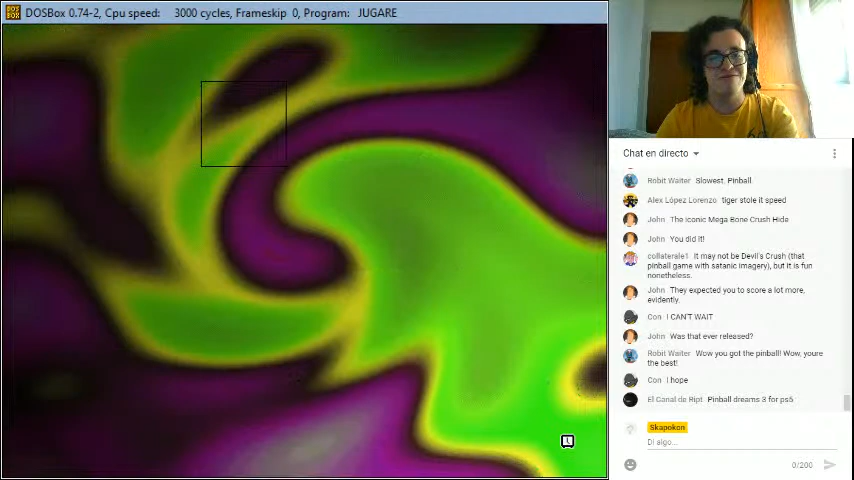 DOSBox 0.74-2, Cpu speed: 3000 cycles, Frameskip 0, Program: JUGARE
Chat en directo
Robit Waiter Slowest. Pinball.
Alex López Lorenzo tiger stole it speed
John The iconic Mega Bone Crush Hide
John You did it!
collaterale1 It may not be Devil's Crush (that
pinball game with satanic imagery), but it is fun
nonetheless.
John They expected you to score a lot more,
evidently.
Con I CAN'T WAIT
John Was that ever released?
Robit Waiter Wow you got the pinball! Wow, youre
the best!
Con I hope
El Canal de Ript Pinball dreams 3 for ps5
Skapokon
Di algo...
0/200